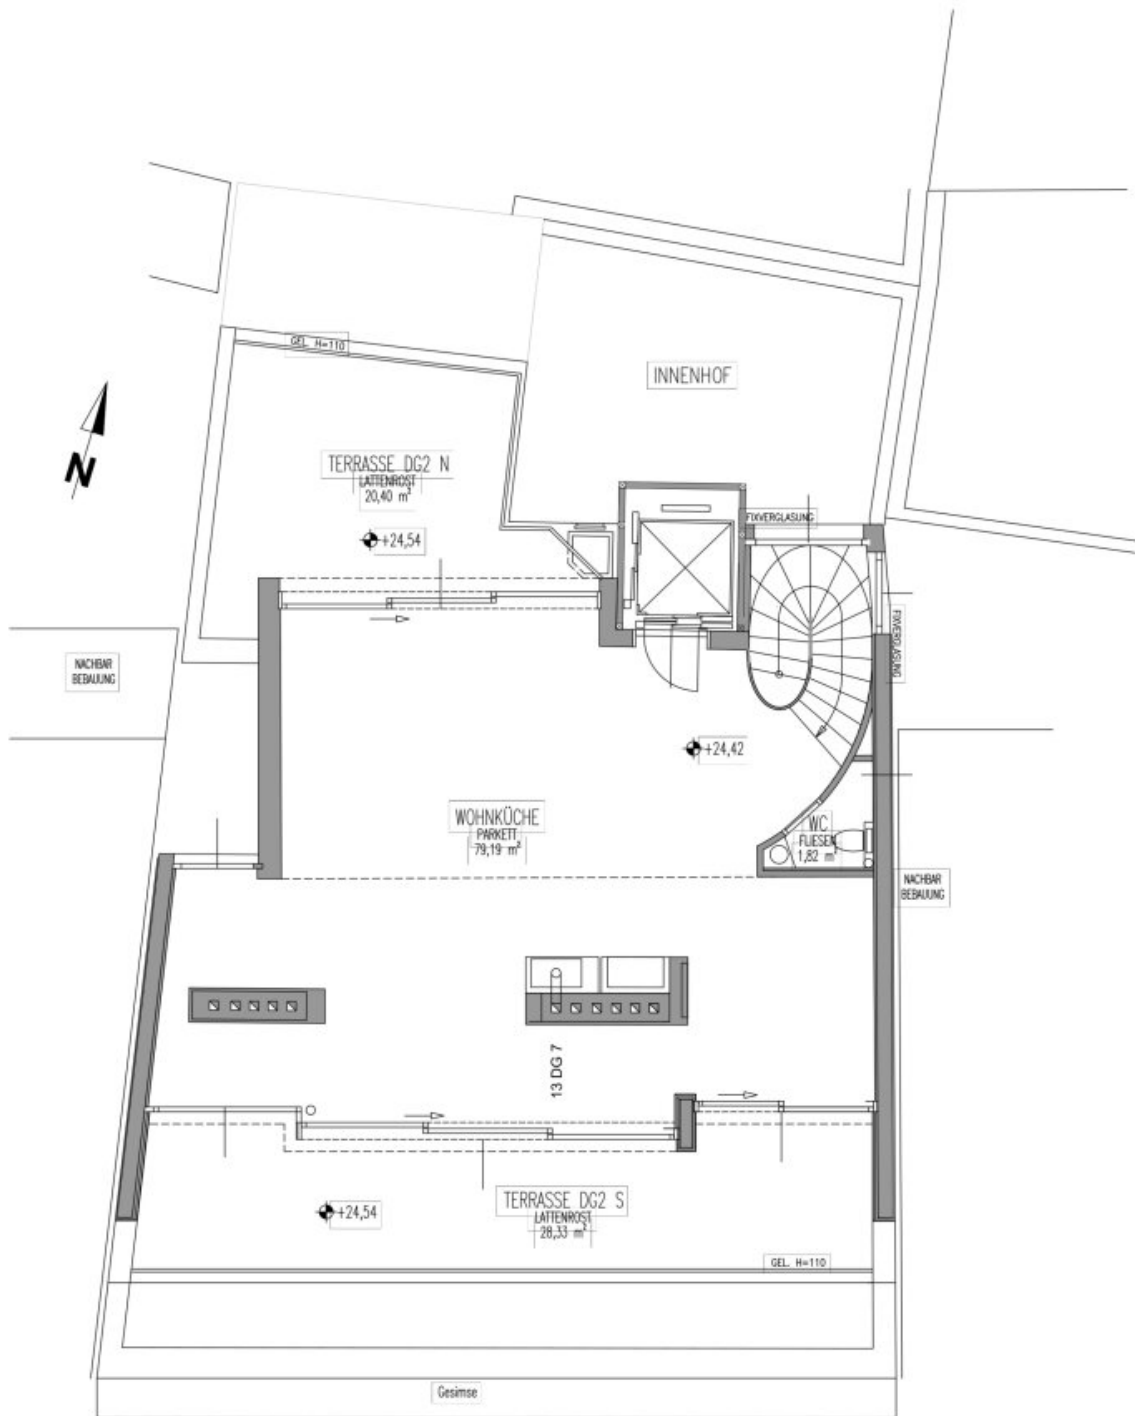 GEL. H=110
INNENHOF
N
TERRASSE DG2 N
LATTENROST
20,40 m²
+24,54
FIXVERGLASUNG
FIXVERGLASUNG
NACHBAR
BEBAUUNG
+24,42
WOHNKÜCHE
PARKETT
79,19 m²
WC
FLIESEN
1,82 m²
NACHBAR
BEBAUUNG
13 DG 7
TERRASSE DG2 S
LATTENROST
28,33 m²
+24,54
GEL. H=110
Gesimse